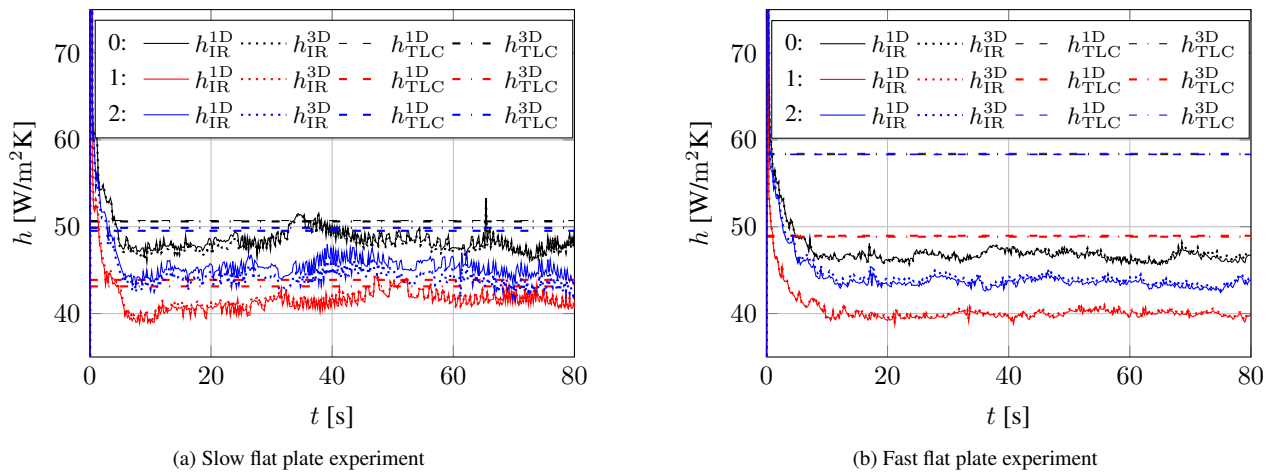 0: h_IR^1D h_IR^3D h_TLC^1D h_TLC^3D
1: h_IR^1D h_IR^3D h_TLC^1D h_TLC^3D
2: h_IR^1D h_IR^3D h_TLC^1D h_TLC^3D
70
60
50
40
h [W/m²K]
0 20 40 60 80
t [s]
(a) Slow flat plate experiment
0: h_IR^1D h_IR^3D h_TLC^1D h_TLC^3D
1: h_IR^1D h_IR^3D h_TLC^1D h_TLC^3D
2: h_IR^1D h_IR^3D h_TLC^1D h_TLC^3D
70
60
50
40
h [W/m²K]
0 20 40 60 80
t [s]
(b) Fast flat plate experiment